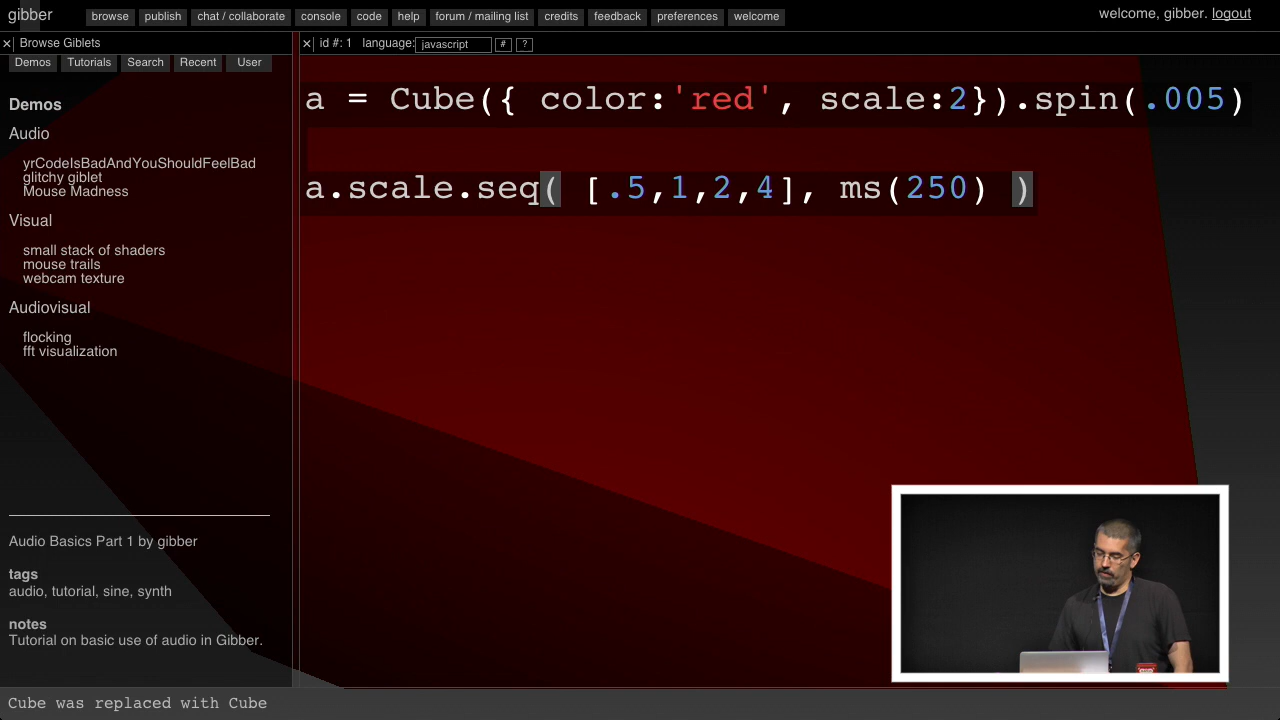 gibber browse publish chat / collaborate console code help forum / mailing list credits feedback preferences welcome welcome, gibber. logout
× Browse Giblets
Demos Tutorials Search Recent User
Demos
Audio
yrCodeIsBadAndYouShouldFeelBad
glitchy giblet
Mouse Madness
Visual
small stack of shaders
mouse trails
webcam texture
Audiovisual
flocking
fft visualization
Audio Basics Part 1 by gibber
tags
audio, tutorial, sine, synth
notes
Tutorial on basic use of audio in Gibber.
× id #: 1 language: javascript # ?
a = Cube({ color:'red', scale:2}).spin(.005)
a.scale.seq( [.5,1,2,4], ms(250) )
Cube was replaced with Cube